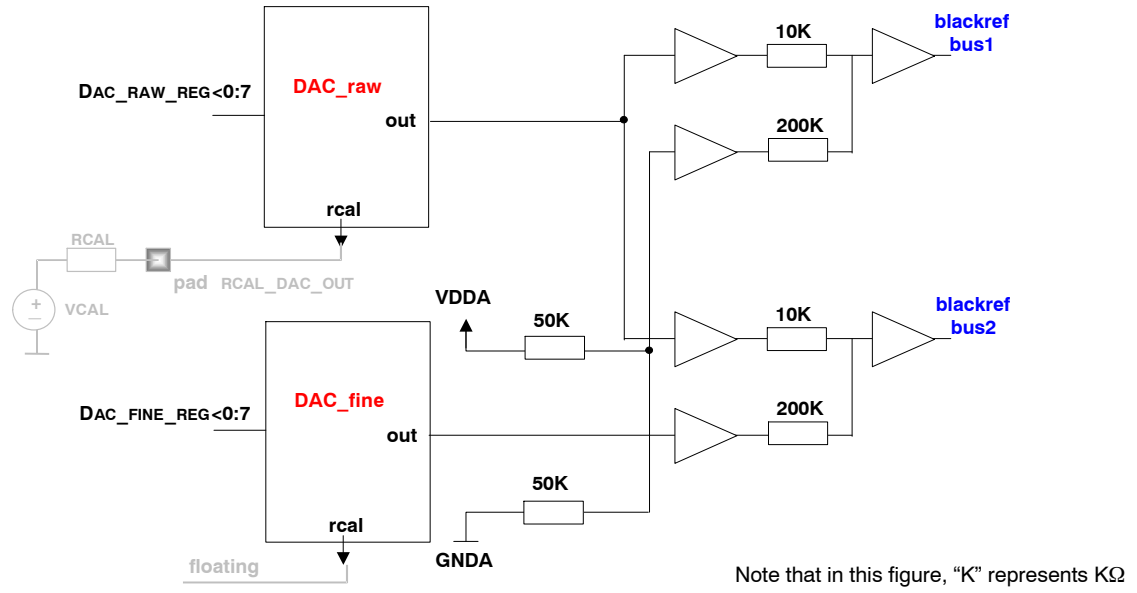 blackref
bus1
10K
DAC_RAW_REG<0:7
DAC_raw
out
200K
rcal
RCAL
pad RCAL_DAC_OUT
VCAL
VDDA
50K
10K
blackref
bus2
DAC_FINE_REG<0:7
DAC_fine
out
200K
50K
rcal
GNDA
floating
Note that in this figure, “K” represents KΩ